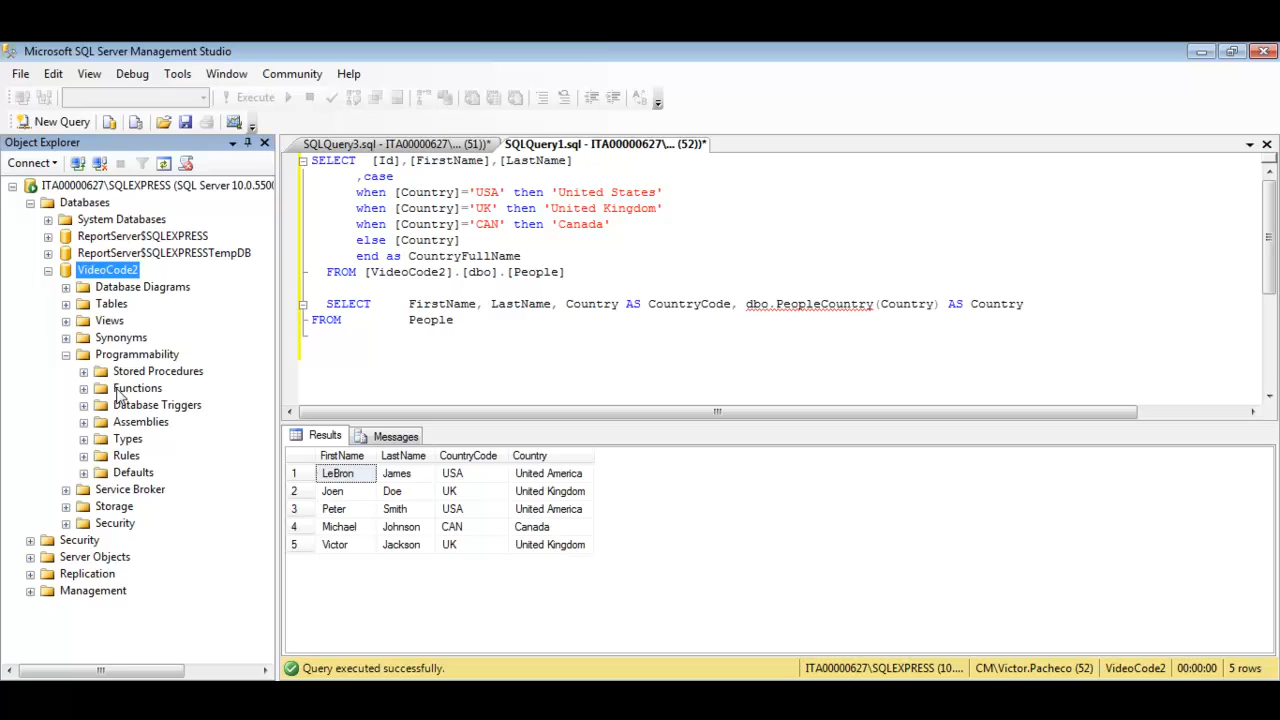 Microsoft SQL Server Management Studio
File Edit View Debug Tools Window Community Help
Execute
New Query
Object Explorer
Connect
ITA00000627\SQLEXPRESS (SQL Server 10.0.5500
Databases
System Databases
ReportServer$SQLEXPRESS
ReportServer$SQLEXPRESSTempDB
VideoCode2
Database Diagrams
Tables
Views
Synonyms
Programmability
Stored Procedures
Functions
Database Triggers
Assemblies
Types
Rules
Defaults
Service Broker
Storage
Security
Security
Server Objects
Replication
Management
SQLQuery3.sql - ITA00000627\... (51))* SQLQuery1.sql - ITA00000627\... (52))*
SELECT [Id],[FirstName],[LastName]
,case
when [Country]='USA' then 'United States'
when [Country]='UK' then 'United Kingdom'
when [Country]='CAN' then 'Canada'
else [Country]
end as CountryFullName
FROM [VideoCode2].[dbo].[People]
SELECT FirstName, LastName, Country AS CountryCode, dbo.PeopleCountry(Country) AS Country
FROM People
Results Messages
FirstName LastName CountryCode Country
1 LeBron James USA United America
2 Joen Doe UK United Kingdom
3 Peter Smith USA United America
4 Michael Johnson CAN Canada
5 Victor Jackson UK United Kingdom
Query executed successfully. ITA00000627\SQLEXPRESS (10.... CM\Victor.Pacheco (52) VideoCode2 00:00:00 5 rows